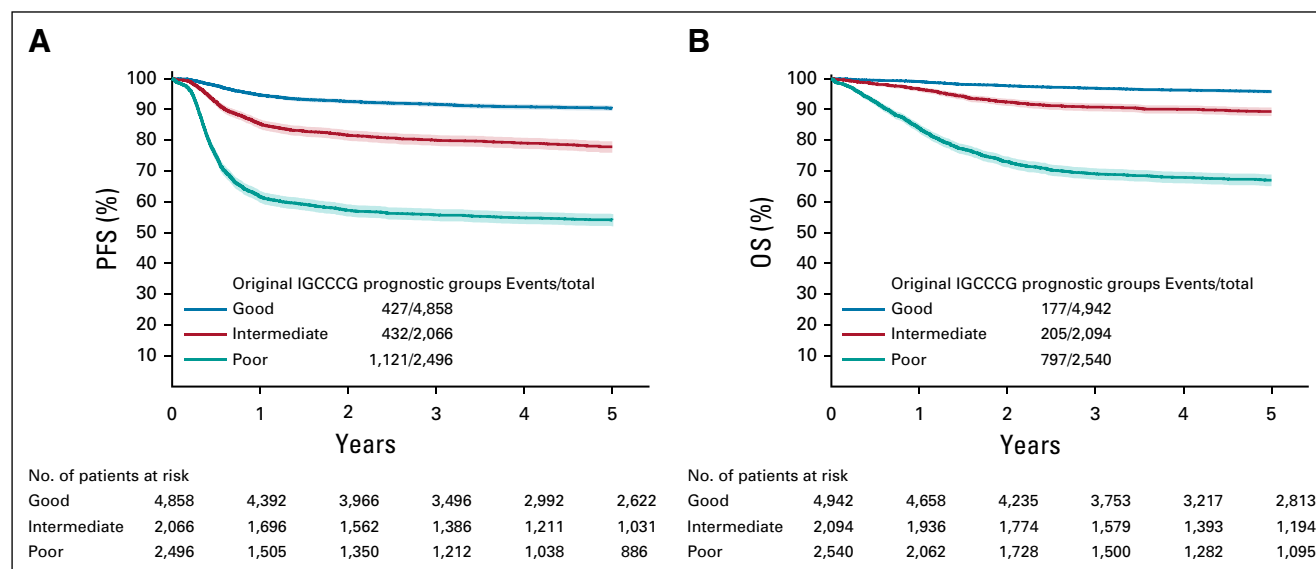 A
PFS (%)
100
90
80
70
60
50
40
30
20
10
Original IGCCCG prognostic groups Events/total
Good 427/4,858
Intermediate 432/2,066
Poor 1,121/2,496
0 1 2 3 4 5
Years
No. of patients at risk
Good 4,858 4,392 3,966 3,496 2,992 2,622
Intermediate 2,066 1,696 1,562 1,386 1,211 1,031
Poor 2,496 1,505 1,350 1,212 1,038 886
B
OS (%)
100
90
80
70
60
50
40
30
20
10
Original IGCCCG prognostic groups Events/total
Good 177/4,942
Intermediate 205/2,094
Poor 797/2,540
0 1 2 3 4 5
Years
No. of patients at risk
Good 4,942 4,658 4,235 3,753 3,217 2,813
Intermediate 2,094 1,936 1,774 1,579 1,393 1,194
Poor 2,540 2,062 1,728 1,500 1,282 1,095